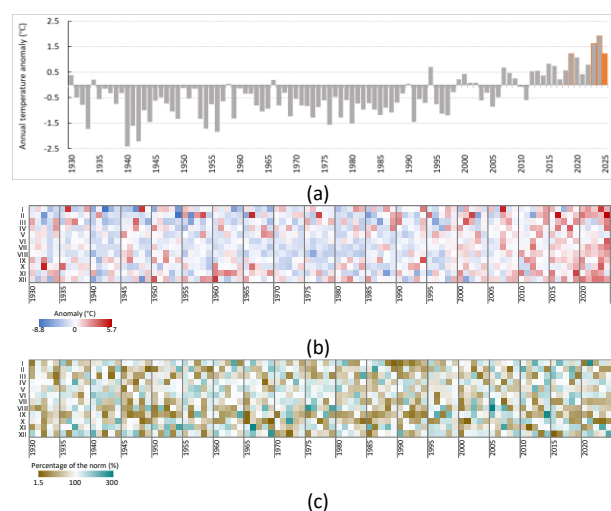 Annual temperature anomaly (°C)
2.5
1.5
0.5
-0.5
-1.5
-2.5
1930 1935 1940 1945 1950 1955 1960 1965 1970 1975 1980 1985 1990 1995 2000 2005 2010 2015 2020 2025
(a)
I
II
III
IV
V
VI
VII
VIII
IX
X
XI
XII
1930 1935 1940 1945 1950 1955 1960 1965 1970 1975 1980 1985 1990 1995 2000 2005 2010 2015 2020
Anomaly (°C)
-8.8 0 5.7
(b)
I
II
III
IV
V
VI
VII
VIII
IX
X
XI
XII
1930 1935 1940 1945 1950 1955 1960 1965 1970 1975 1980 1985 1990 1995 2000 2005 2010 2015 2020
Percentage of the norm (%)
1.5 100 300
(c)